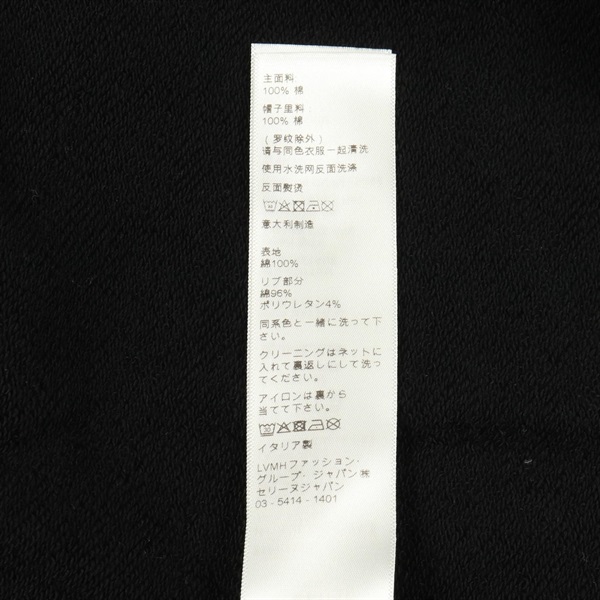 主面料
100% 棉
帽子里料 :
100% 棉
( 罗纹除外 )
请与同色衣服一起清洗
使用水洗网反面洗涤
反面熨烫
意大利制造
表地
綿100%
リブ部分
綿96%
ポリウレタン4%
同系色と一緒に洗って下
さい。
クリーニングはネットに
入れて裏返しにして洗っ
てください。
アイロンは裏から
当てて下さい。
イタリア製
LVMHファッション・
グループ・ジャパン㈱
セリーヌジャパン
03 - 5414 - 1401